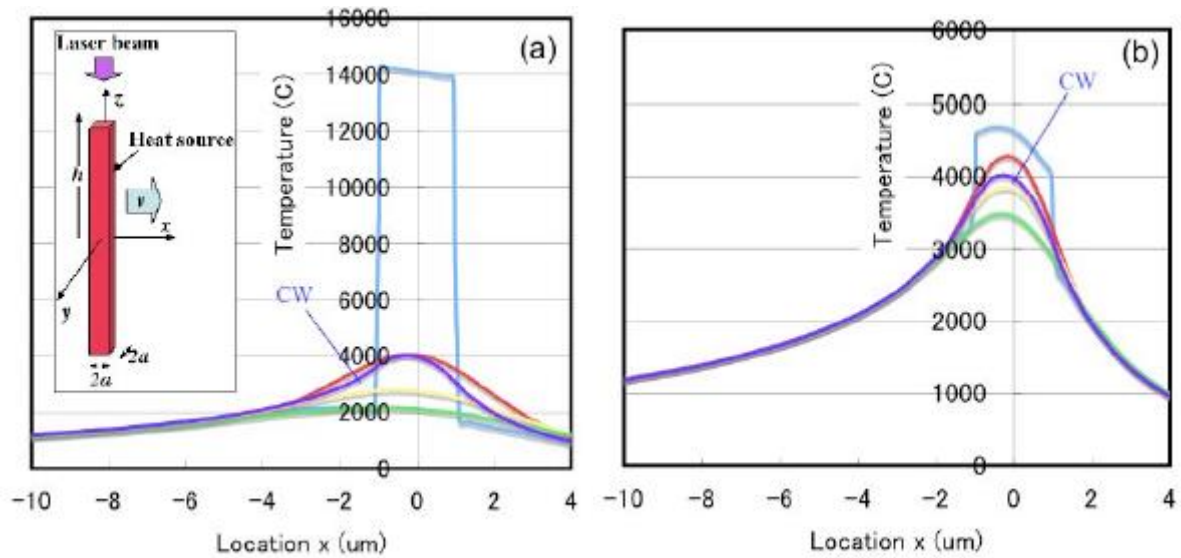 (a)
Laser beam
z
Heat source
h
v
x
y
2a
2a
CW
Temperature (C)
16000
14000
12000
10000
8000
6000
4000
2000
0
-10
-8
-6
-4
-2
0
2
4
Location x (um)
(b)
CW
Temperature (C)
6000
5000
4000
3000
2000
1000
0
-10
-8
-6
-4
-2
0
2
4
Location x (um)